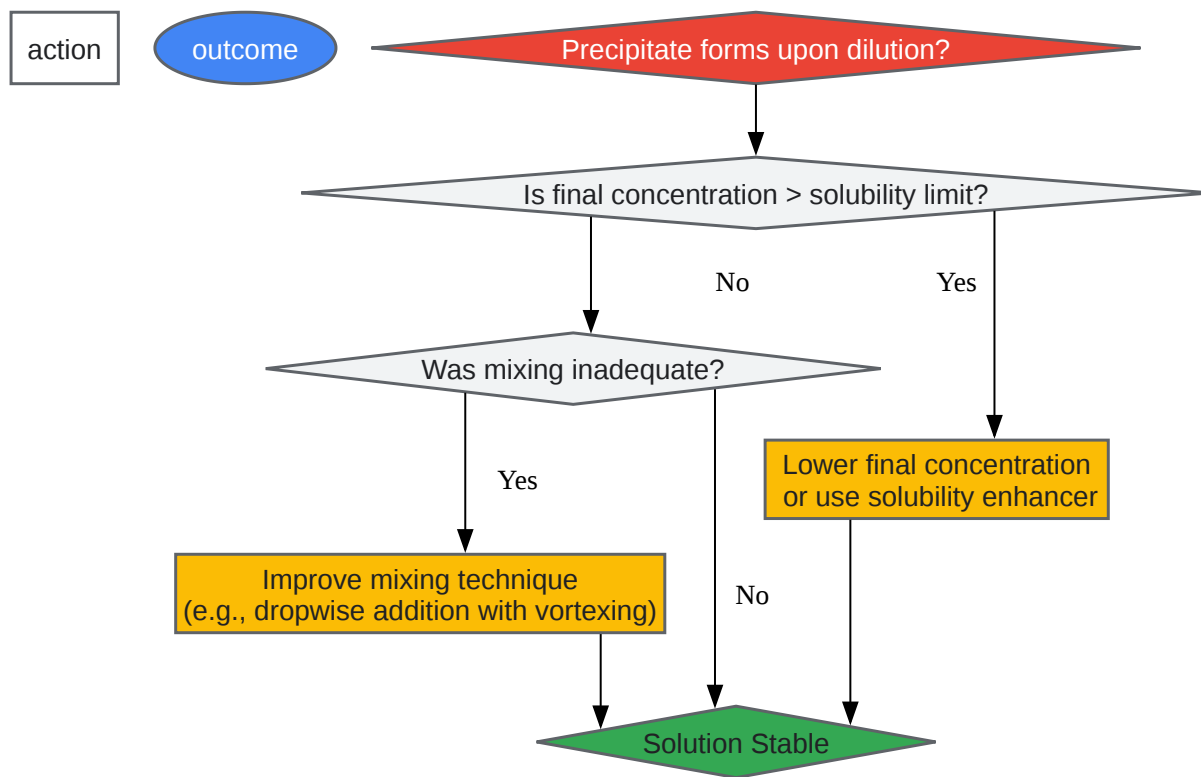 action
outcome
Precipitate forms upon dilution?
Is final concentration > solubility limit?
No
Yes
Was mixing inadequate?
Lower final concentration
or use solubility enhancer
Yes
Improve mixing technique
(e.g., dropwise addition with vortexing)
No
Solution Stable